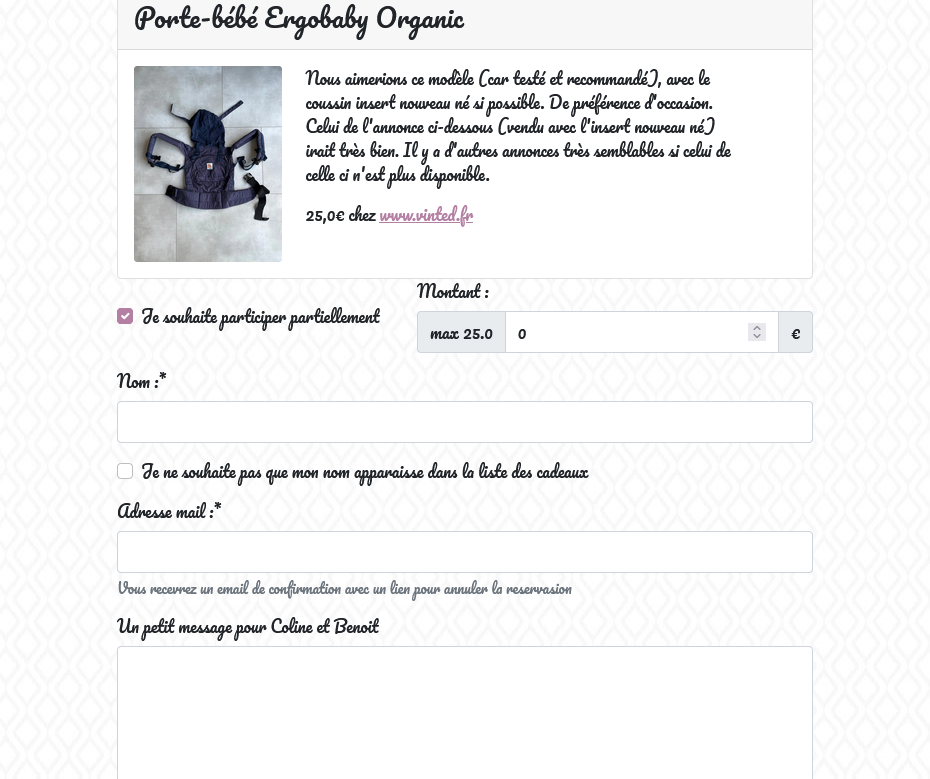 Porte-bébé Ergobaby Organic
Nous aimerions ce modèle (car testé et recommandé), avec le
coussin insert nouveau né si possible. De préférence d'occasion.
Celui de l'annonce ci-dessous (vendu avec l'insert nouveau né)
irait très bien. Il y a d'autres annonces très semblables si celui de
celle ci n'est plus disponible.
25,0€ chez www.vinted.fr
Montant :
Je souhaite participer partiellement
max 25.0 0 €
Nom :*
Je ne souhaite pas que mon nom apparaisse dans la liste des cadeaux
Adresse mail :*
Vous recevrez un email de confirmation avec un lien pour annuler la reservasion
Un petit message pour Coline et Benoit